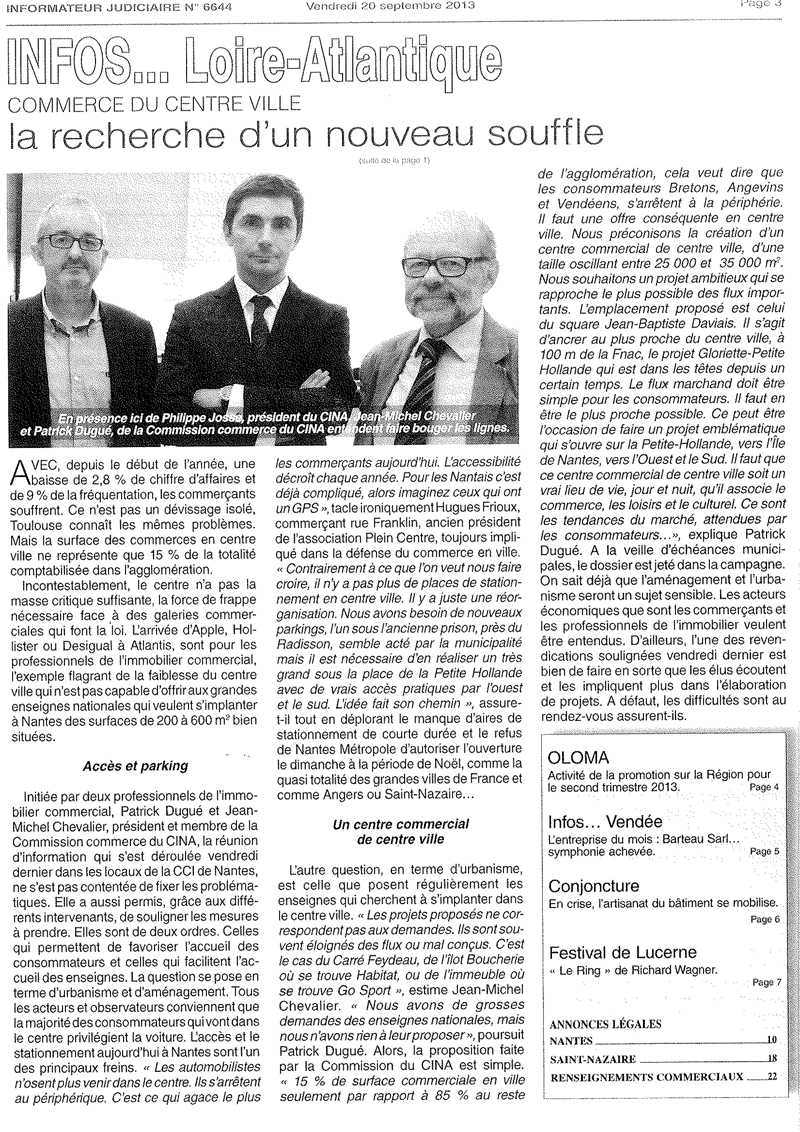 INFORMATEUR JUDICIAIRE N° 6644
Vendredi 20 septembre 2013
Page 3
INFOS... Loire-Atlantique
COMMERCE DU CENTRE VILLE
la recherche d'un nouveau souffle
(suite de la page 1)
En présence ici de Philippe Josse, président du CINA, Jean-Michel Chevalier
et Patrick Dugué, de la Commission commerce du CINA entendent faire bouger les lignes.
AVEC, depuis le début de l'année, une
baisse de 2,8 % de chiffre d'affaires et
de 9 % de la fréquentation, les commerçants
souffrent. Ce n'est pas un dévissage isolé,
Toulouse connaît les mêmes problèmes.
Mais la surface des commerces en centre
ville ne représente que 15 % de la totalité
comptabilisée dans l'agglomération.
Incontestablement, le centre n'a pas la
masse critique suffisante, la force de frappe
nécessaire face à des galeries commer-
ciales qui font la loi. L'arrivée d'Apple, Hol-
lister ou Desigual à Atlantis, sont pour les
professionnels de l'immobilier commercial,
l'exemple flagrant de la faiblesse du centre
ville qui n'est pas capable d'offrir aux grandes
enseignes nationales qui veulent s'implanter
à Nantes des surfaces de 200 à 600 m² bien
situées.
Accès et parking
Initiée par deux professionnels de l'immo-
bilier commercial, Patrick Dugué et Jean-
Michel Chevalier, président et membre de la
Commission commerce du CINA, la réunion
d'information qui s'est déroulée vendredi
dernier dans les locaux de la CCI de Nantes,
ne s'est pas contentée de fixer les probléma-
tiques. Elle a aussi permis, grâce aux diffé-
rents intervenants, de souligner les mesures
à prendre. Elles sont de deux ordres. Celles
qui permettent de favoriser l'accueil des
consommateurs et celles qui facilitent l'ac-
cueil des enseignes. La question se pose en
terme d'urbanisme et d'aménagement. Tous
les acteurs et observateurs conviennent que
la majorité des consommateurs qui vont dans
le centre privilégient la voiture. L'accès et le
stationnement aujourd'hui à Nantes sont l'un
des principaux freins. « Les automobilistes
n'osent plus venir dans le centre. Ils s'arrêtent
au périphérique. C'est ce qui agace le plus
les commerçants aujourd'hui. L'accessibilité
décroît chaque année. Pour les Nantais c'est
déjà compliqué, alors imaginez ceux qui ont
un GPS », tacle ironiquement Hugues Frioux,
commerçant rue Franklin, ancien président
de l'association Plein Centre, toujours impli-
qué dans la défense du commerce en ville.
« Contrairement à ce que l'on veut nous faire
croire, il n'y a pas plus de places de station-
nement en centre ville. Il y a juste une réor-
ganisation. Nous avons besoin de nouveaux
parkings, l'un sous l'ancienne prison, près du
Radisson, semble acté par la municipalité
mais il est nécessaire d'en réaliser un très
grand sous la place de la Petite Hollande
avec de vrais accès pratiques par l'ouest
et le sud. L'idée fait son chemin », assure-
t-il tout en déplorant le manque d'aires de
stationnement de courte durée et le refus
de Nantes Métropole d'autoriser l'ouverture
le dimanche à la période de Noël, comme la
quasi totalité des grandes villes de France et
comme Angers ou Saint-Nazaire...
Un centre commercial
de centre ville
L'autre question, en terme d'urbanisme,
est celle que posent régulièrement les
enseignes qui cherchent à s'implanter dans
le centre ville. « Les projets proposés ne cor-
respondent pas aux demandes. Ils sont sou-
vent éloignés des flux ou mal conçus. C'est
le cas du Carré Feydeau, de l'îlot Boucherie
où se trouve Habitat, ou de l'immeuble où
se trouve Go Sport », estime Jean-Michel
Chevalier. « Nous avons de grosses
demandes des enseignes nationales, mais
nous n'avons rien à leur proposer », poursuit
Patrick Dugué. Alors, la proposition faite
par la Commission du CINA est simple.
« 15 % de surface commerciale en ville
seulement par rapport à 85 % au reste
de l'agglomération, cela veut dire que
les consommateurs Bretons, Angevins
et Vendéens, s'arrêtent à la périphérie.
Il faut une offre conséquente en centre
ville. Nous préconisons la création d'un
centre commercial de centre ville, d'une
taille oscillant entre 25 000 et 35 000 m².
Nous souhaitons un projet ambitieux qui se
rapproche le plus possible des flux impor-
tants. L'emplacement proposé est celui
du square Jean-Baptiste Daviais. Il s'agit
d'ancrer au plus proche du centre ville, à
100 m de la Fnac, le projet Gloriette-Petite
Hollande qui est dans les têtes depuis un
certain temps. Le flux marchand doit être
simple pour les consommateurs. Il faut en
être le plus proche possible. Ce peut être
l'occasion de faire un projet emblématique
qui s'ouvre sur la Petite-Hollande, vers l'Île
de Nantes, vers l'Ouest et le Sud. Il faut que
ce centre commercial de centre ville soit un
vrai lieu de vie, jour et nuit, qu'il associe le
commerce, les loisirs et le culturel. Ce sont
les tendances du marché, attendues par
les consommateurs...», explique Patrick
Dugué. A la veille d'échéances munici-
pales, le dossier est jeté dans la campagne.
On sait déjà que l'aménagement et l'urba-
nisme seront un sujet sensible. Les acteurs
économiques que sont les commerçants et
les professionnels de l'immobilier veulent
être entendus. D'ailleurs, l'une des reven-
dications soulignées vendredi dernier est
bien de faire en sorte que les élus écoutent
et les impliquent plus dans l'élaboration
de projets. A défaut, les difficultés sont au
rendez-vous assurent-ils.
OLOMA
Activité de la promotion sur la Région pour
le second trimestre 2013. Page 4
Infos... Vendée
L'entreprise du mois : Barteau Sarl...
symphonie achevée. Page 5
Conjoncture
En crise, l'artisanat du bâtiment se mobilise.
Page 6
Festival de Lucerne
« Le Ring » de Richard Wagner.
Page 7
ANNONCES LÉGALES
NANTES 10
SAINT-NAZAIRE 18
RENSEIGNEMENTS COMMERCIAUX 22